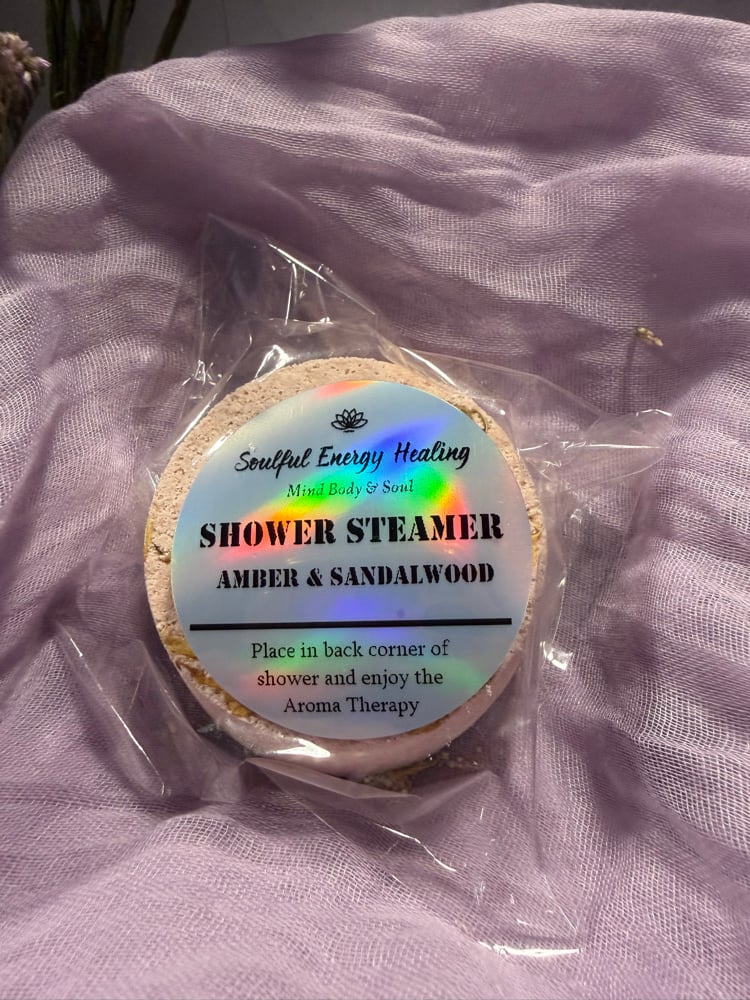 Soulful Energy Healing
Mind Body & Soul
SHOWER STEAMER
AMBER & SANDALWOOD
Place in back corner of
shower and enjoy the
Aroma Therapy